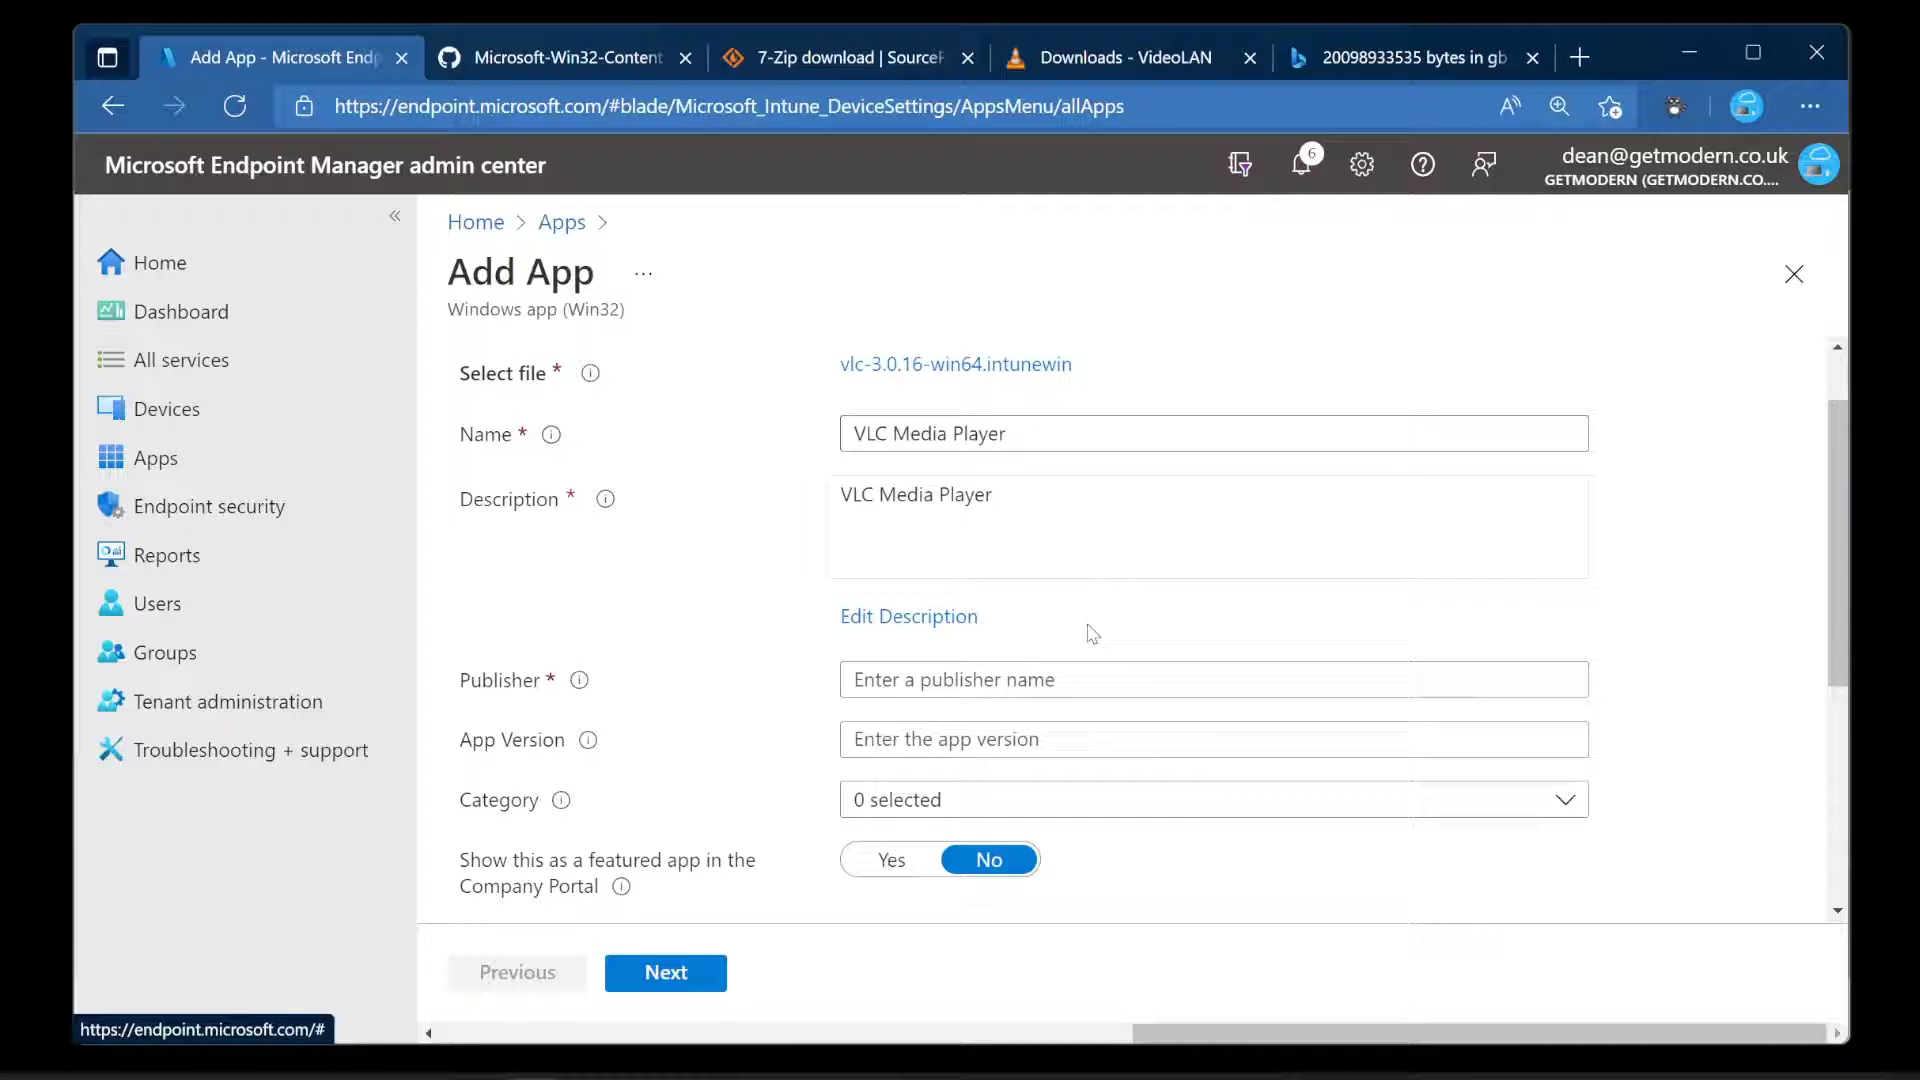 Add App - Microsoft Endp
Microsoft-Win32-Content
7-Zip download | SourceF
Downloads - VideoLAN
20098933535 bytes in gb
https://endpoint.microsoft.com/#blade/Microsoft_Intune_DeviceSettings/AppsMenu/allApps
Microsoft Endpoint Manager admin center
6
dean@getmodern.co.uk
GETMODERN (GETMODERN.CO....
Home
Dashboard
All services
Devices
Apps
Endpoint security
Reports
Users
Groups
Tenant administration
Troubleshooting + support
Home > Apps >
Add App ...
Windows app (Win32)
Select file *
vlc-3.0.16-win64.intunewin
Name *
VLC Media Player
Description *
VLC Media Player
Edit Description
Publisher *
Enter a publisher name
App Version
Enter the app version
Category
0 selected
Show this as a featured app in the
Company Portal
Yes
No
Previous
Next
https://endpoint.microsoft.com/#